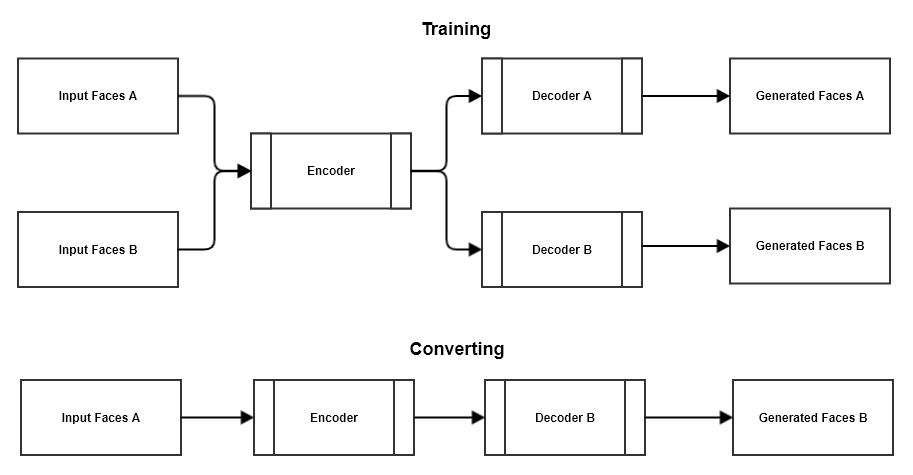 Training
Input Faces A
Decoder A
Generated Faces A
Encoder
Input Faces B
Decoder B
Generated Faces B
Converting
Input Faces A
Encoder
Decoder B
Generated Faces B